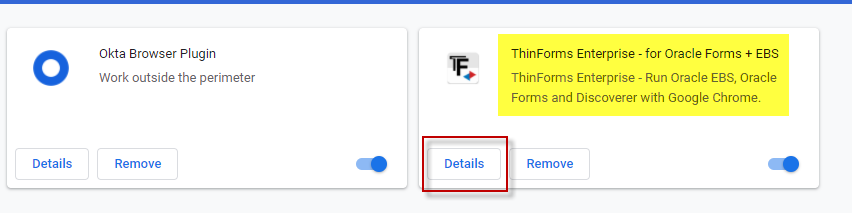 Okta Browser Plugin
Work outside the perimeter
Details
Remove
TF
ThinForms Enterprise - for Oracle Forms + EBS
ThinForms Enterprise - Run Oracle EBS, Oracle
Forms and Discoverer with Google Chrome.
Details
Remove